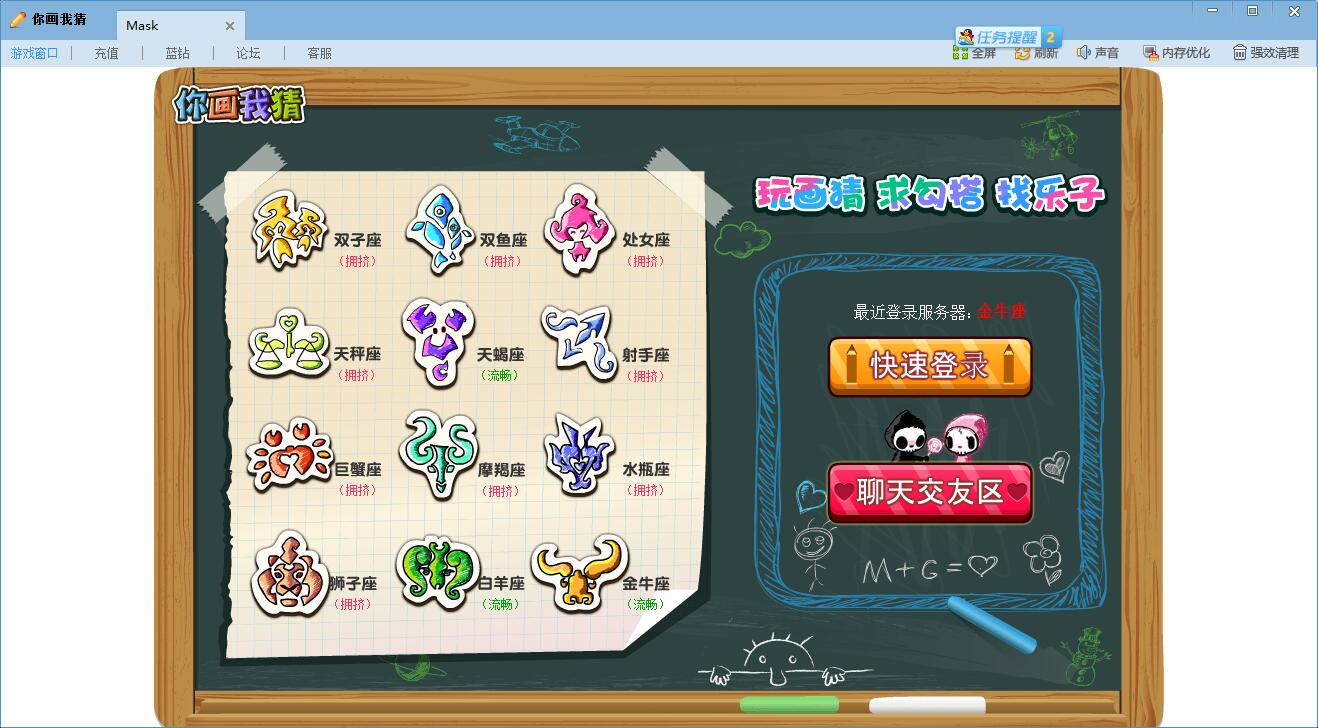 你画我猜
Mask
游戏窗口
充值
蓝钻
论坛
客服
任务提醒 2
全屏
刷新
声音
内存优化
强效清理
你画我猜
玩画猜 求勾搭 找乐子
双子座
(拥挤)
双鱼座
(拥挤)
处女座
(拥挤)
天秤座
(拥挤)
天蝎座
(流畅)
射手座
(拥挤)
巨蟹座
(拥挤)
摩羯座
(拥挤)
水瓶座
(拥挤)
狮子座
(拥挤)
白羊座
(流畅)
金牛座
(流畅)
最近登录服务器：金牛座
快速登录
聊天交友区
M+G=